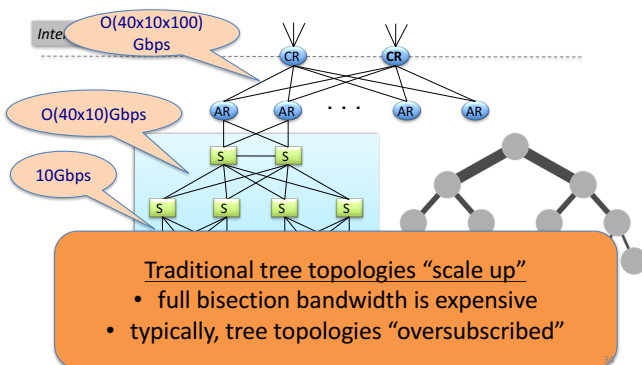 O(40x10x100)
Gbps
CR
CR
AR
AR
. . .
AR
AR
O(40x10)Gbps
S
S
10Gbps
S
S
S
S
Traditional tree topologies “scale up”
• full bisection bandwidth is expensive
• typically, tree topologies “oversubscribed”
34